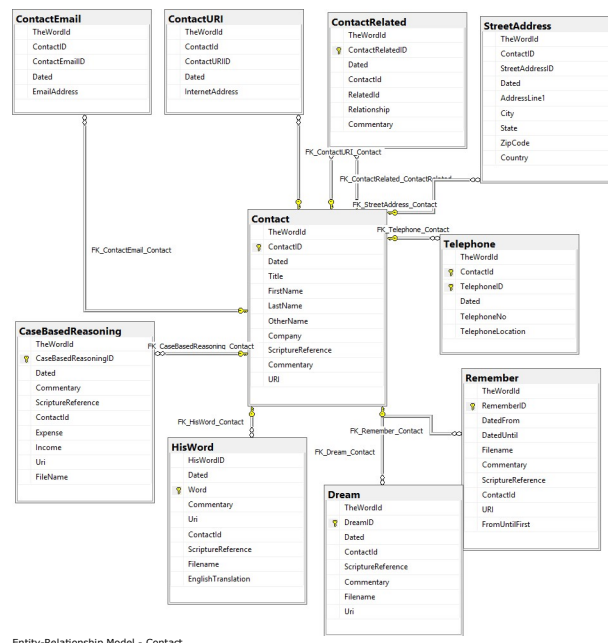 ContactEmail
TheWordId
ContactID
ContactEmailID
Dated
EmailAddress
ContactURI
TheWordId
ContactId
ContactURIID
Dated
InternetAddress
ContactRelated
TheWordId
ContactRelatedID
Dated
ContactId
RelatedId
Relationship
Commentary
StreetAddress
TheWordId
ContactID
StreetAddressID
Dated
AddressLine1
City
State
ZipCode
Country
FK_ContactURI_Contact
FK_ContactRelated_ContactRelated
FK_StreetAddress_Contact
FK_Telephone_Contact
FK_ContactEmail_Contact
Contact
TheWordId
ContactID
Dated
Title
FirstName
LastName
OtherName
Company
ScriptureReference
Commentary
URI
Telephone
TheWordId
ContactId
TelephoneID
Dated
TelephoneNo
TelephoneLocation
CaseBasedReasoning
TheWordId
CaseBasedReasoningID
Dated
Commentary
ScriptureReference
ContactId
Expense
Income
Uri
FileName
FK_CaseBasedReasoning_Contact
FK_HisWord_Contact
FK_Remember_Contact
FK_Dream_Contact
Remember
TheWordId
RememberID
DatedFrom
DatedUntil
Filename
Commentary
ScriptureReference
ContactId
URI
FromUntilFirst
HisWord
HisWordID
Dated
Word
Commentary
Uri
ContactId
ScriptureReference
Filename
EnglishTranslation
Dream
TheWordId
DreamID
Dated
ContactId
ScriptureReference
Commentary
Filename
Uri
Entity-Relationship Model - Contact